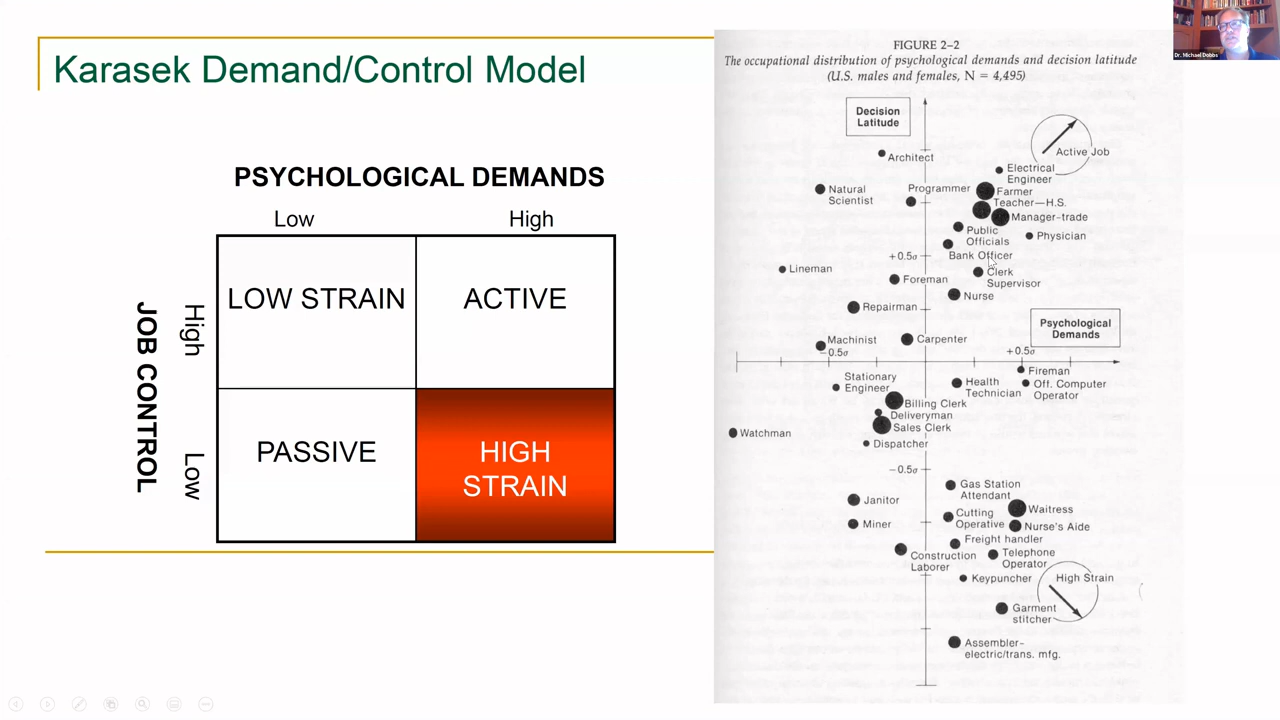 Karasek Demand/Control Model
PSYCHOLOGICAL DEMANDS
Low
High
JOB CONTROL
High
Low
LOW STRAIN
ACTIVE
PASSIVE
HIGH
STRAIN
FIGURE 2–2
The occupational distribution of psychological demands and decision latitude
(U.S. males and females, N = 4,495)
Decision
Latitude
Active Job
Architect
Electrical
Engineer
Natural
Scientist
Programmer
Farmer
Teacher—H.S.
Manager-trade
Public
Officials
Physician
Bank Officer
+0.5σ
Lineman
Foreman
Clerk
Supervisor
Nurse
Repairman
Psychological
Demands
Machinist
Carpenter
−0.5σ
+0.5σ
Fireman
Stationary
Engineer
Health
Technician
Off. Computer
Operator
Billing Clerk
Deliveryman
Sales Clerk
Watchman
Dispatcher
−0.5σ
Gas Station
Attendant
Janitor
Waitress
Miner
Cutting
Operative
Nurse's Aide
Freight handler
Construction
Laborer
Telephone
Operator
Keypuncher
High Strain
Garment
stitcher
Assembler-
electric/trans. mfg.
Dr. Michael Dobbs